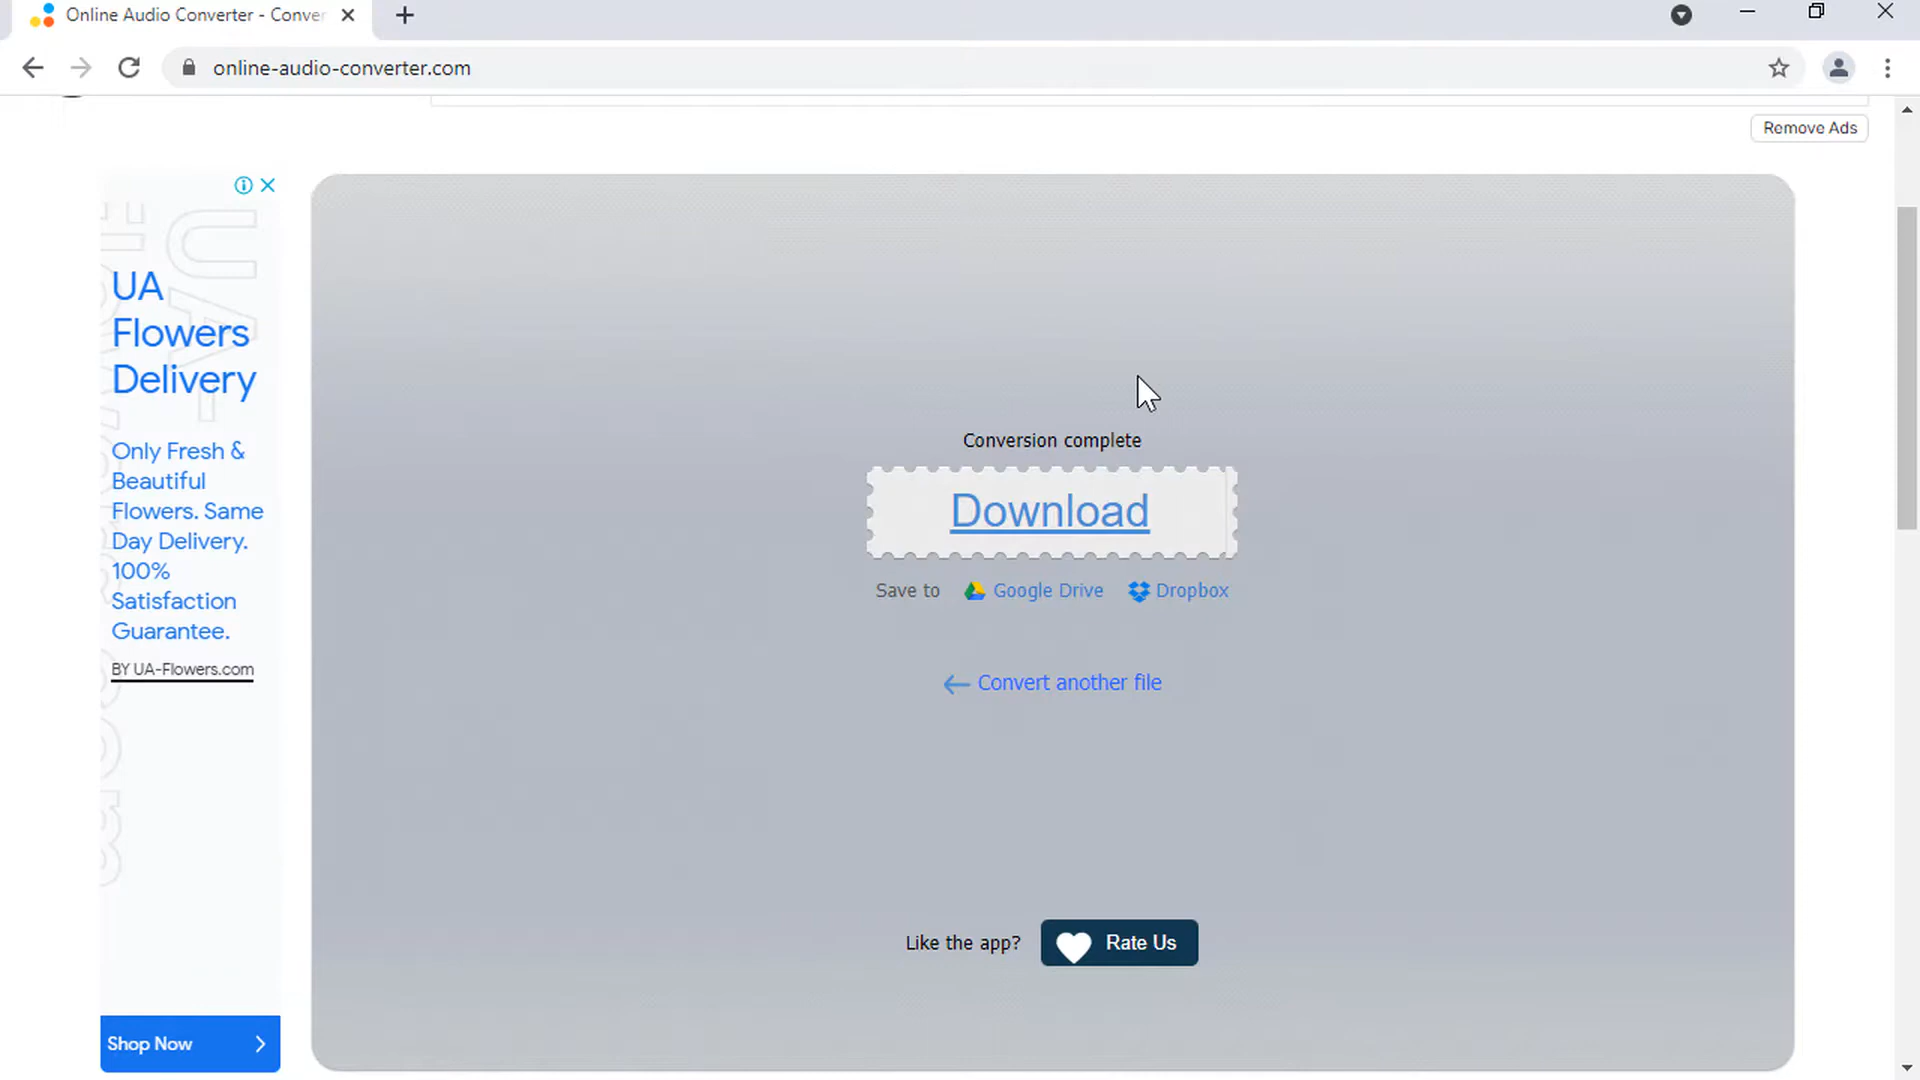 Online Audio Converter - Conver
online-audio-converter.com
Remove Ads
UA
Flowers
Delivery
Only Fresh &
Beautiful
Flowers. Same
Day Delivery.
100%
Satisfaction
Guarantee.
BY UA-Flowers.com
Shop Now
Conversion complete
Download
Save to Google Drive Dropbox
Convert another file
Like the app? Rate Us